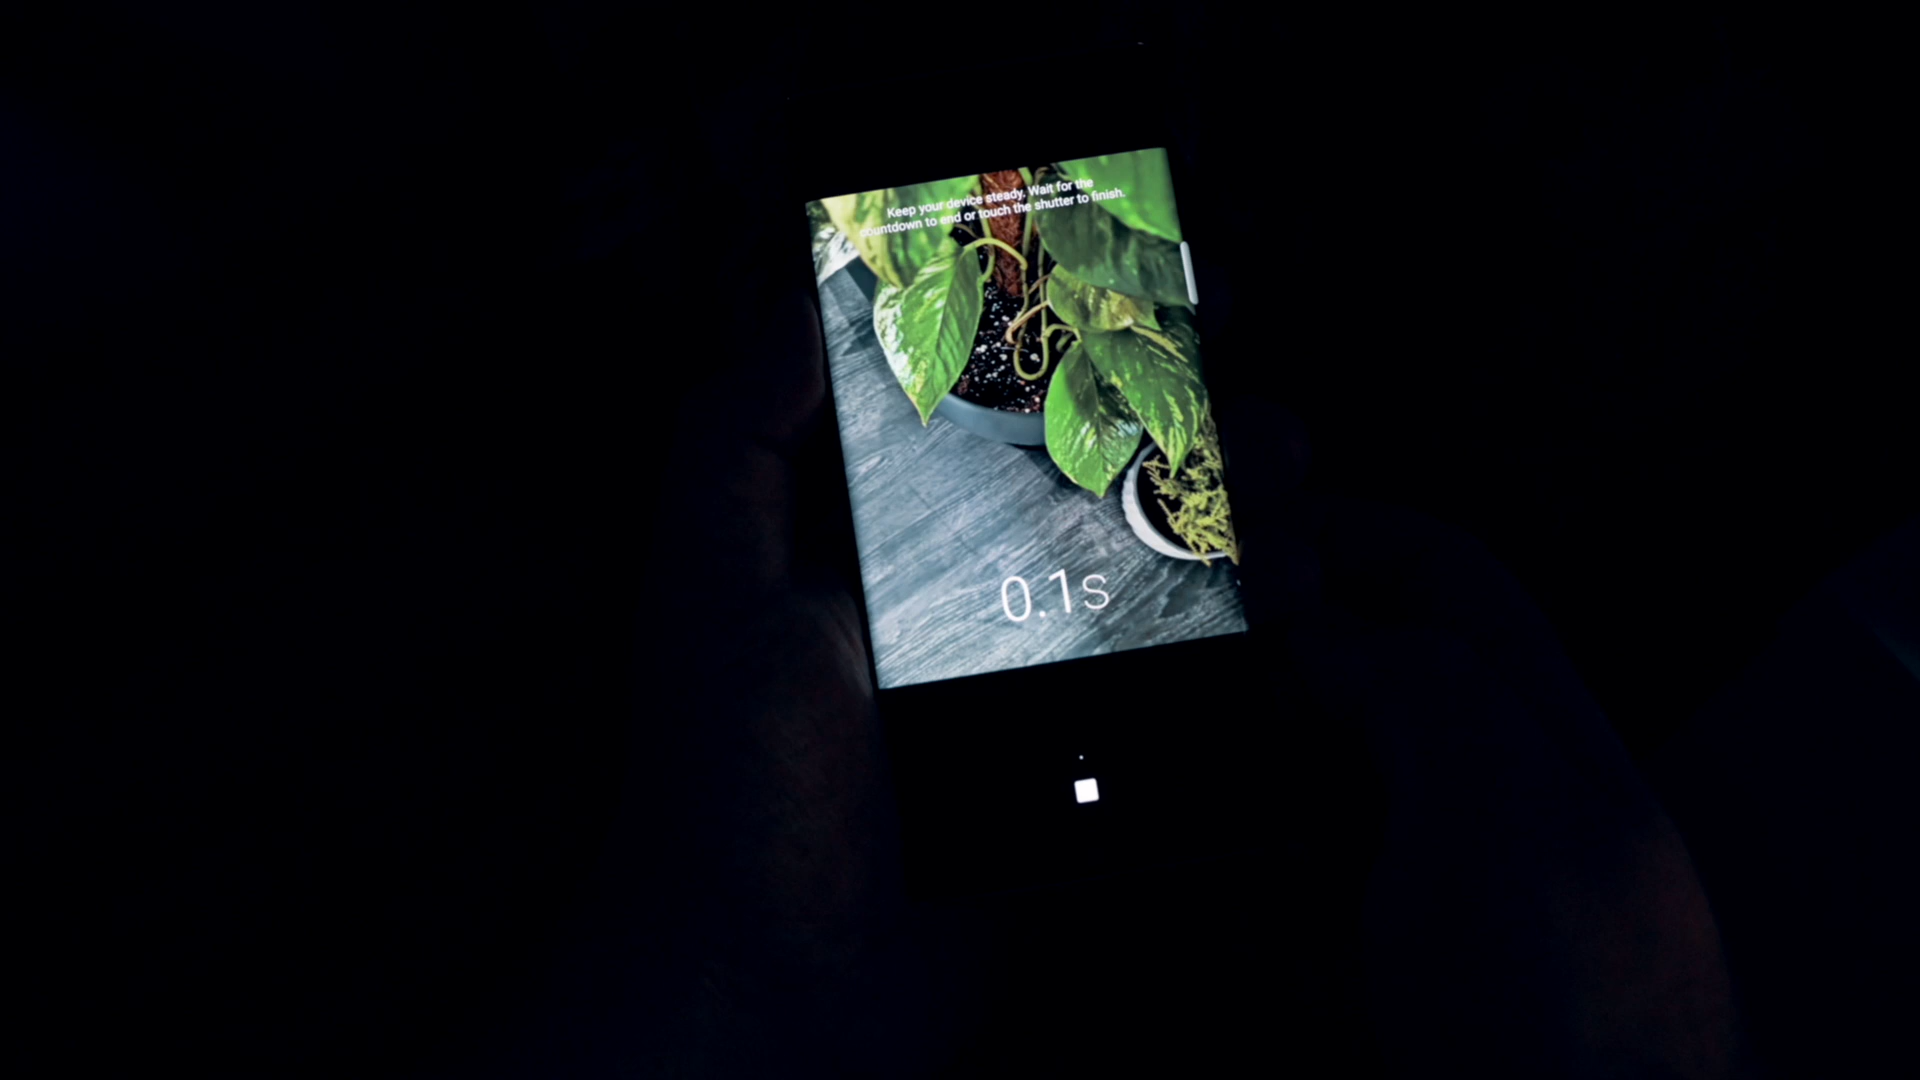 Keep your device steady. Wait for the
countdown to end or touch the shutter to finish.
0.1s